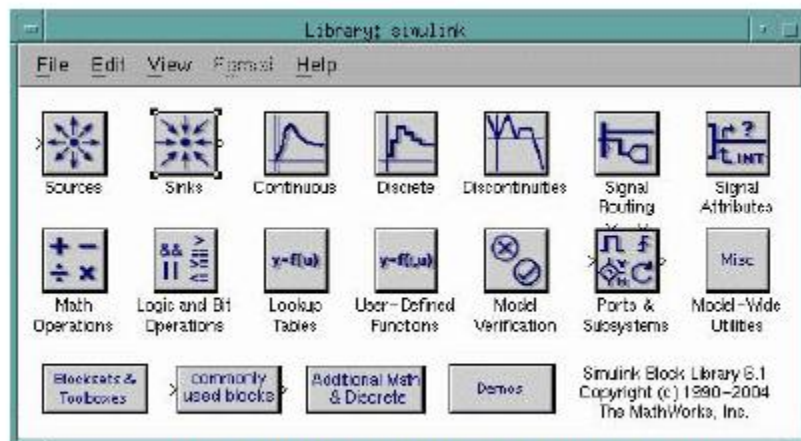 Library: simulink
File Edit View Format Help
Sources Sinks Continuous Discrete Discontinuities Signal Routing Signal Attributes
+ − ÷ × && || > >= <= y=f(u) y=f(u) Misc
Math Operations Logic and Bit Operations Lookup Tables User-Defined Functions Model Verification Ports & Subsystems Model-Wide Utilities
Blocksets & Toolboxes
commonly used blocks
Additional Math & Discrete
Demos
Simulink Block Library 6.1
Copyright (c) 1990-2004
The MathWorks, Inc.